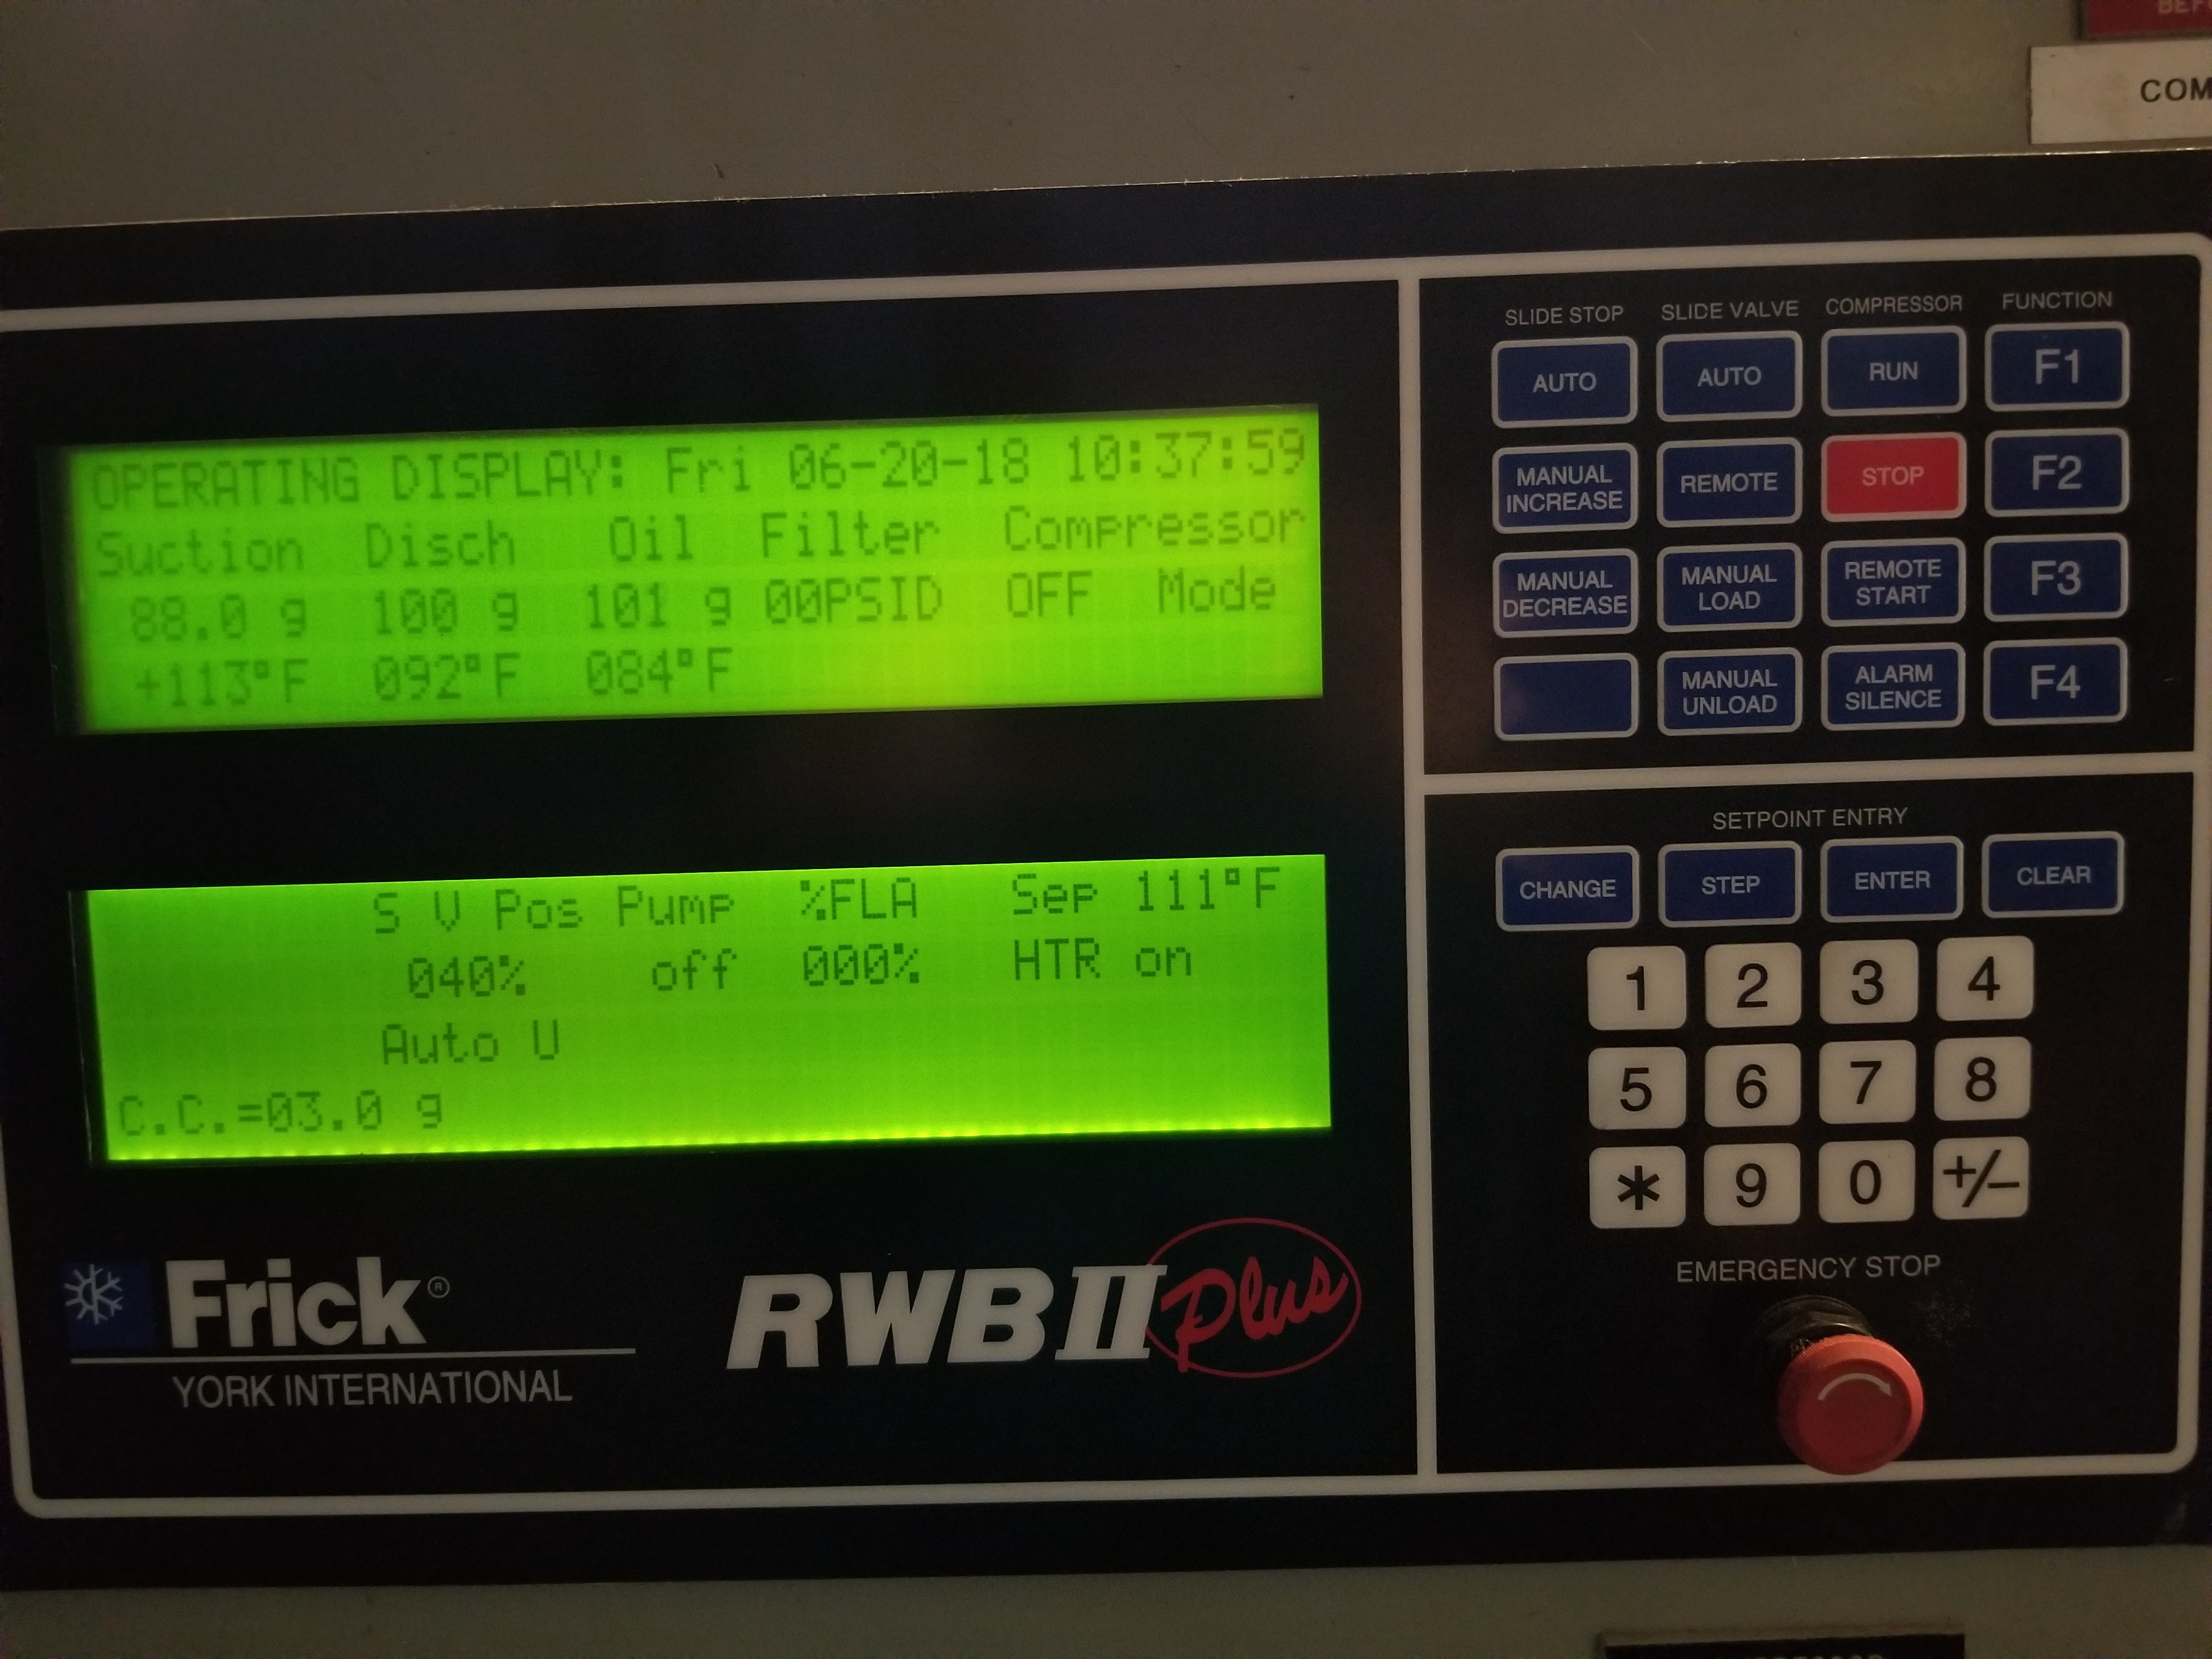 COM
OPERATING DISPLAY: Fri 06-20-18 10:37:59
Suction Disch Oil Filter Compressor
88.0 g 100 g 101 g 00PSID OFF Mode
+113°F 092°F 084°F
S V Pos Pump %FLA Sep 111°F
040% off 000% HTR on
Auto U
C.C.=03.0 g
Frick®
YORK INTERNATIONAL
RWB II Plus
SLIDE STOP SLIDE VALVE COMPRESSOR FUNCTION
AUTO AUTO RUN F1
MANUAL INCREASE REMOTE STOP F2
MANUAL DECREASE MANUAL LOAD REMOTE START F3
MANUAL UNLOAD ALARM SILENCE F4
SETPOINT ENTRY
CHANGE STEP ENTER CLEAR
1 2 3 4
5 6 7 8
* 9 0 +/-
EMERGENCY STOP